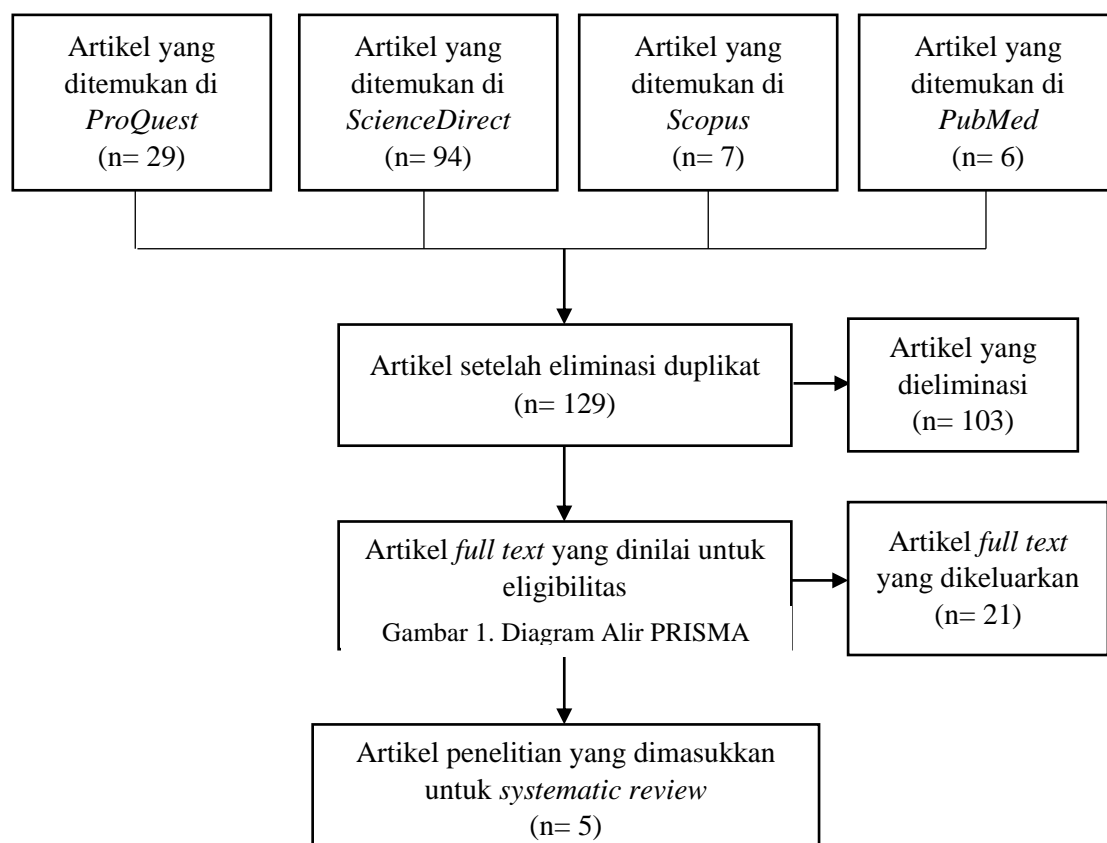 Artikel yang
ditemukan di
ProQuest
(n= 29)
Artikel yang
ditemukan di
ScienceDirect
(n= 94)
Artikel yang
ditemukan di
Scopus
(n= 7)
Artikel yang
ditemukan di
PubMed
(n= 6)
Artikel setelah eliminasi duplikat
(n= 129)
Artikel yang
dieliminasi
(n= 103)
Artikel full text yang dinilai untuk
eligibilitas
Gambar 1. Diagram Alir PRISMA
Artikel full text
yang dikeluarkan
(n= 21)
Artikel penelitian yang dimasukkan
untuk systematic review
(n= 5)